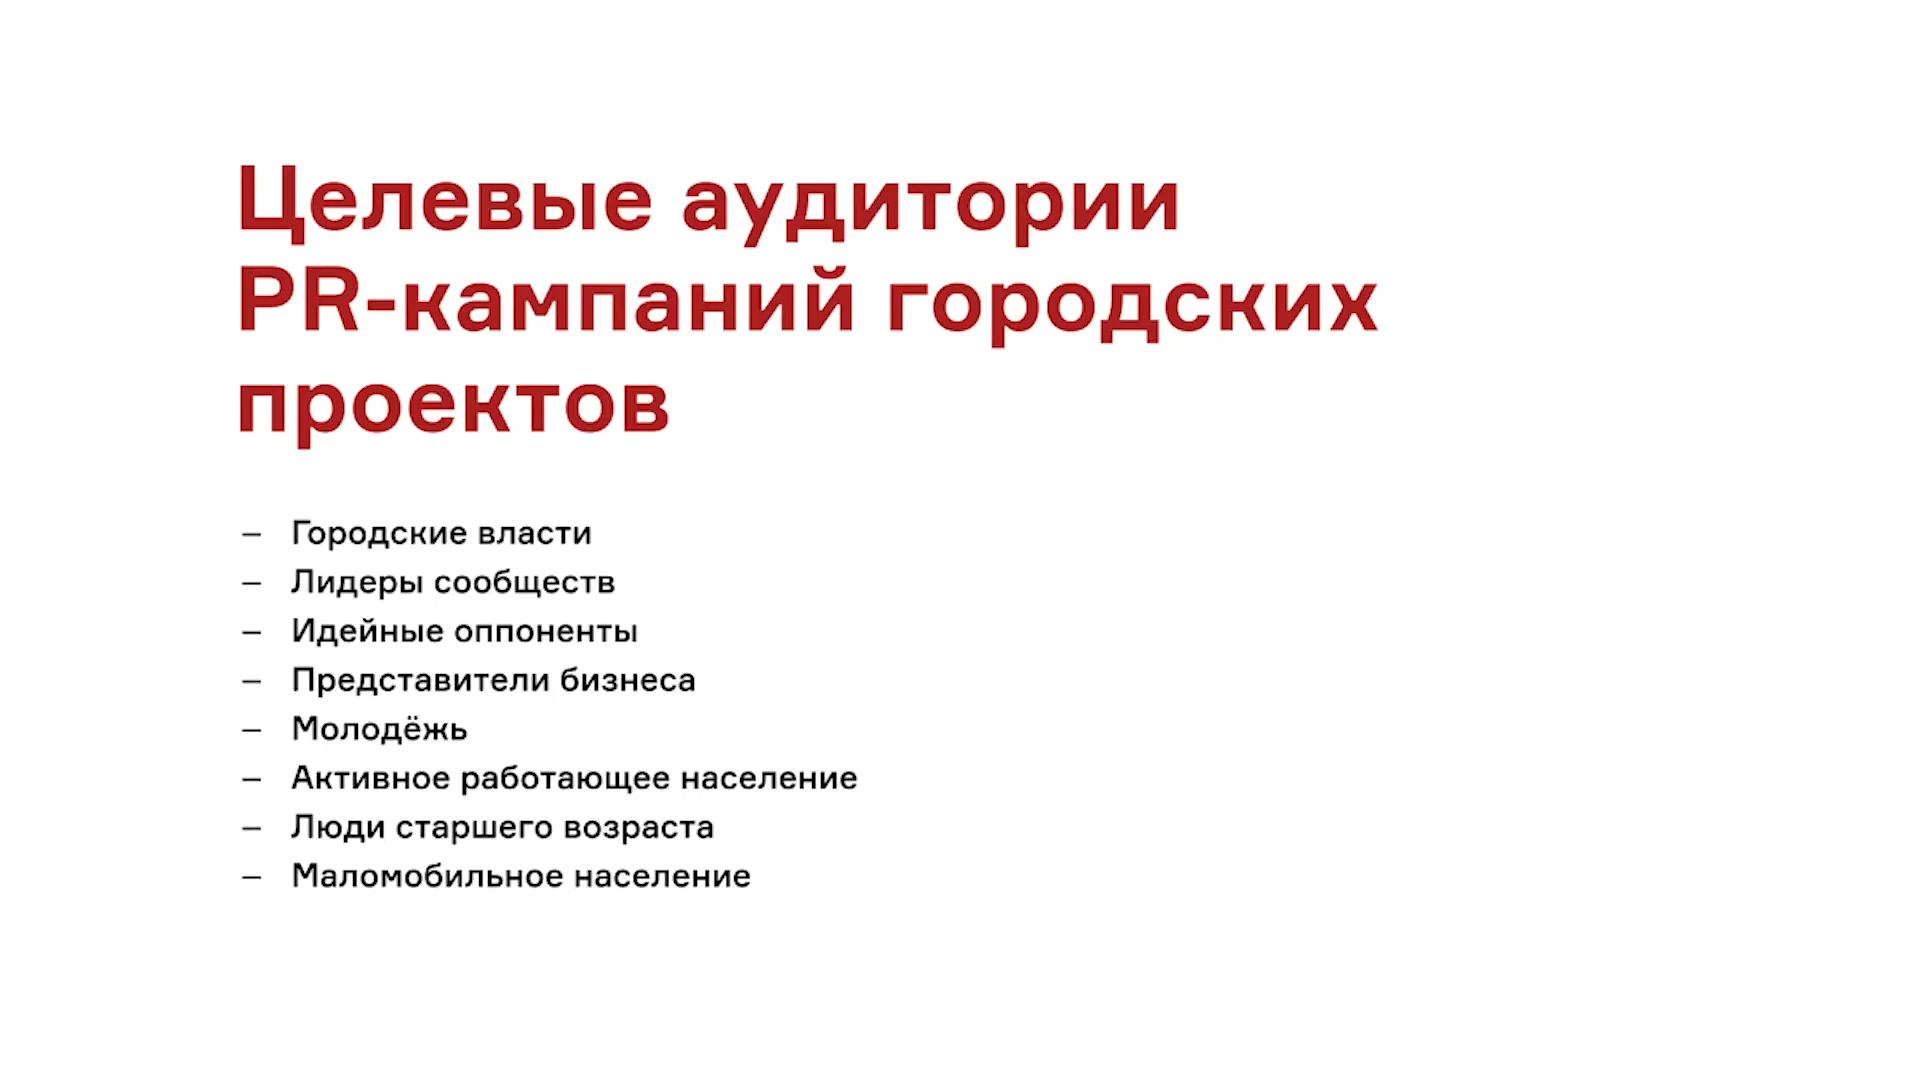 Целевые аудитории
PR-кампаний городских
проектов
– Городские власти
– Лидеры сообществ
– Идейные оппоненты
– Представители бизнеса
– Молодёжь
– Активное работающее население
– Люди старшего возраста
– Маломобильное население